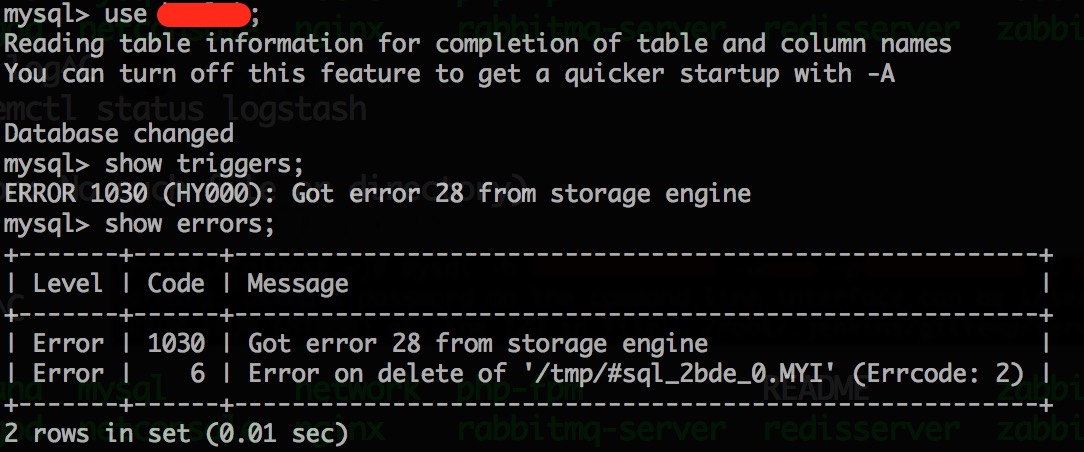 mysql> use ;
Reading table information for completion of table and column names
You can turn off this feature to get a quicker startup with -A
emctl status logstash
Database changed
mysql> show triggers;
ERROR 1030 (HY000): Got error 28 from storage engine
mysql> show errors;
+-------+------+----------------------------------------------------------+
| Level | Code | Message |
+-------+------+----------------------------------------------------------+
| Error | 1030 | Got error 28 from storage engine |
| Error | 6 | Error on delete of '/tmp/#sql_2bde_0.MYI' (Errcode: 2) |
+-------+------+----------------------------------------------------------+
2 rows in set (0.01 sec)